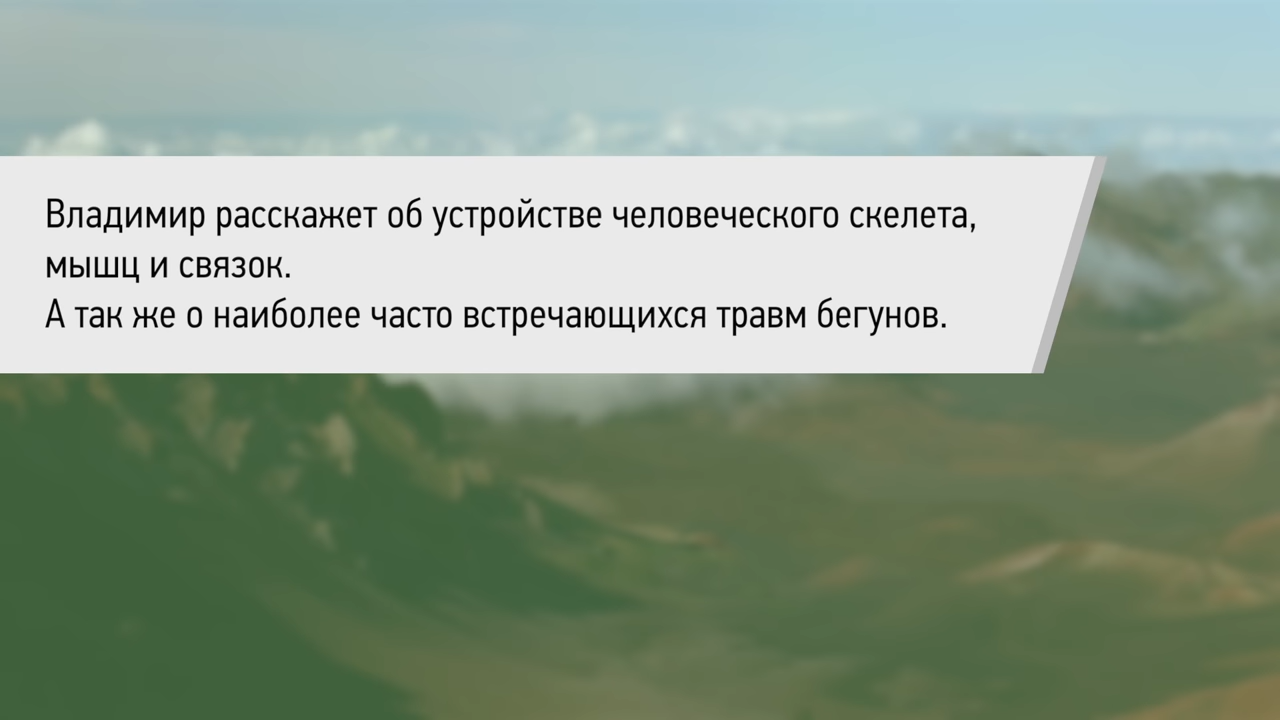 Владимир расскажет об устройстве человеческого скелета,
мышц и связок.
А так же о наиболее часто встречающихся травм бегунов.